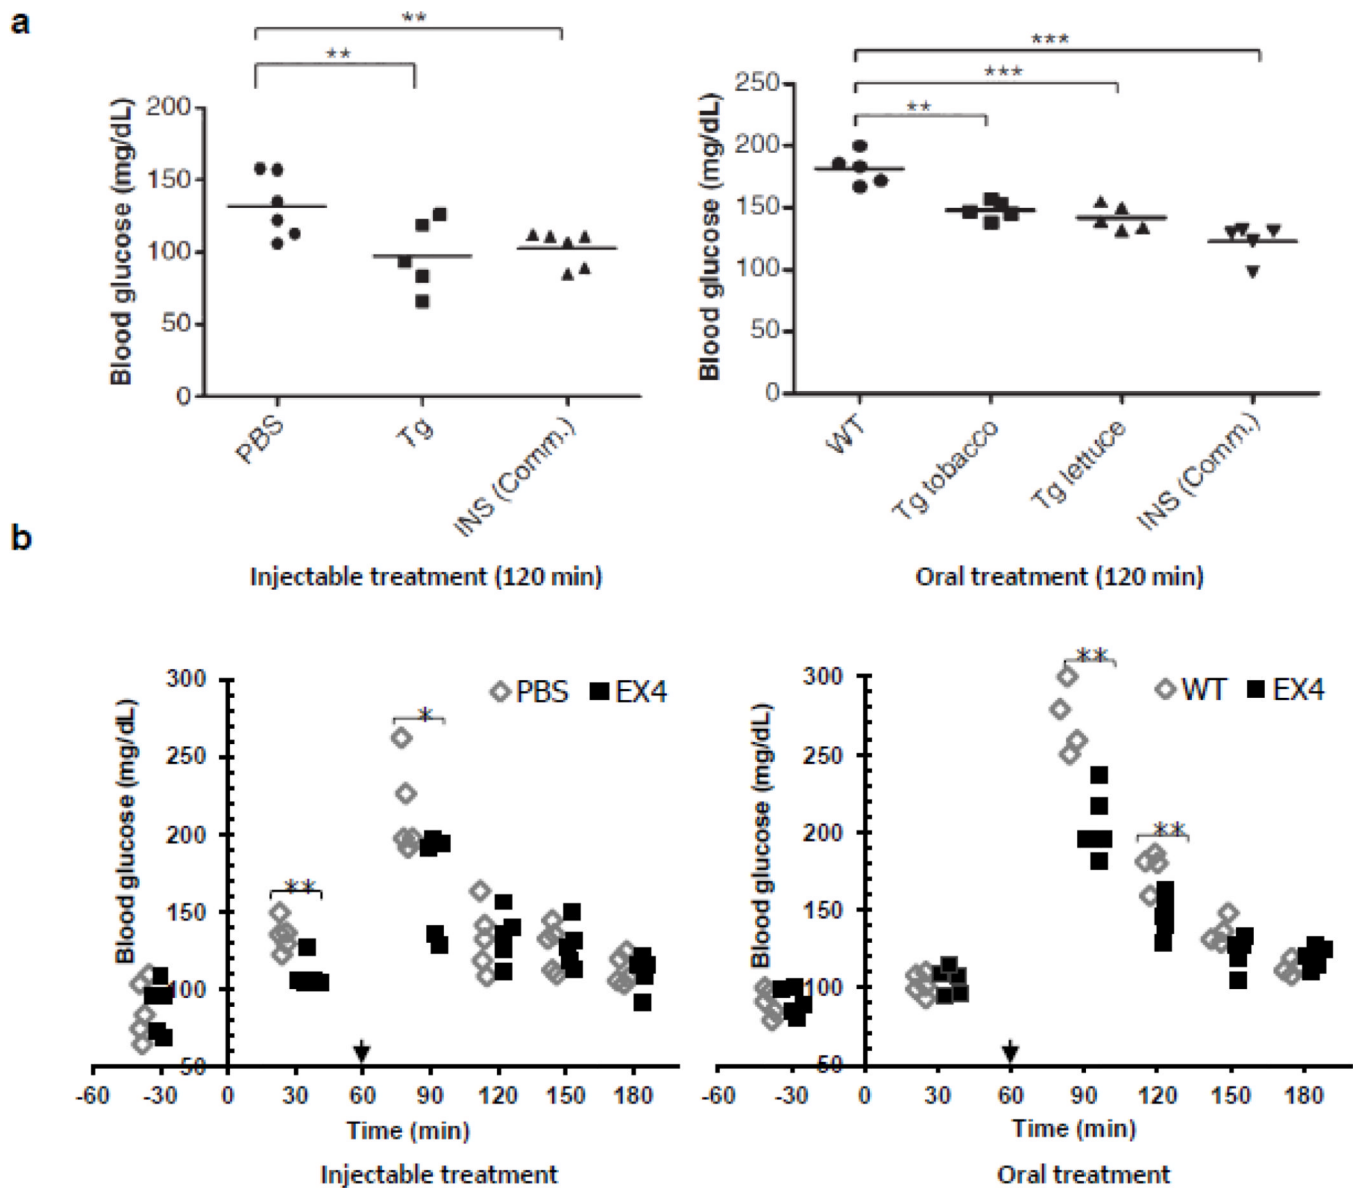 a
**
**
Blood glucose (mg/dL)
200
150
100
50
0
PBS
Tg
INS (Comm.)
Injectable treatment (120 min)
***
***
**
Blood glucose (mg/dL)
250
200
150
100
50
0
WT
Tg tobacco
Tg lettuce
INS (Comm.)
Oral treatment (120 min)
b
PBS EX4
**
*
Blood glucose (mg/dL)
300
250
200
150
100
50
-60 -30 0 30 60 90 120 150 180
Time (min)
Injectable treatment
WT EX4
**
**
Blood glucose (mg/dL)
300
250
200
150
100
50
-60 -30 0 30 60 90 120 150 180
Time (min)
Oral treatment